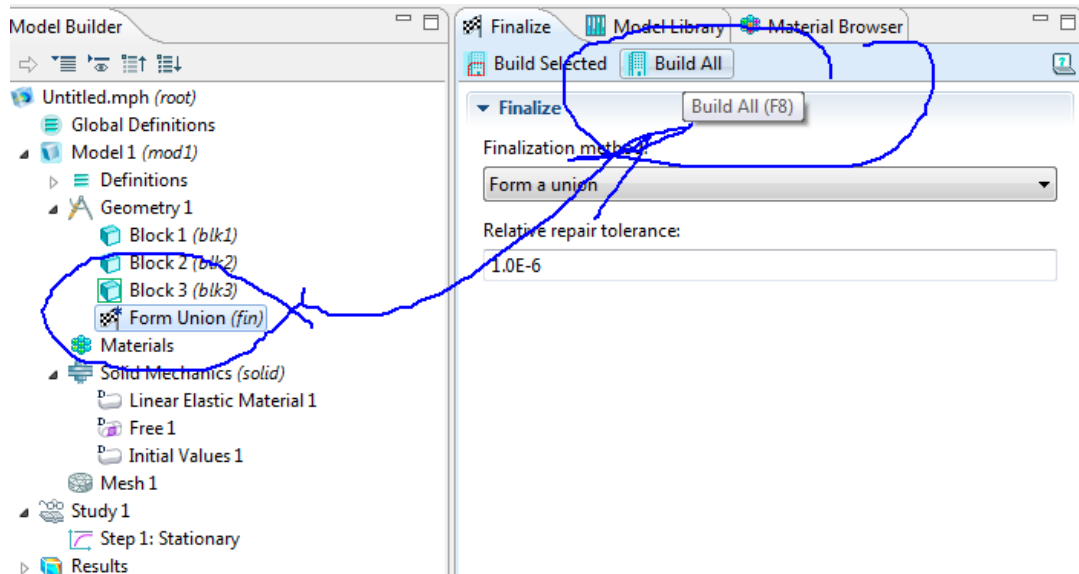 Model Builder
Untitled.mph (root)
Global Definitions
Model 1 (mod1)
Definitions
Geometry 1
Block 1 (blk1)
Block 2 (blk2)
Block 3 (blk3)
Form Union (fin)
Materials
Solid Mechanics (solid)
Linear Elastic Material 1
Free 1
Initial Values 1
Mesh 1
Study 1
Step 1: Stationary
Results
Finalize Model Library Material Browser
Build Selected Build All
Finalize
Build All (F8)
Finalization method:
Form a union
Relative repair tolerance:
1.0E-6